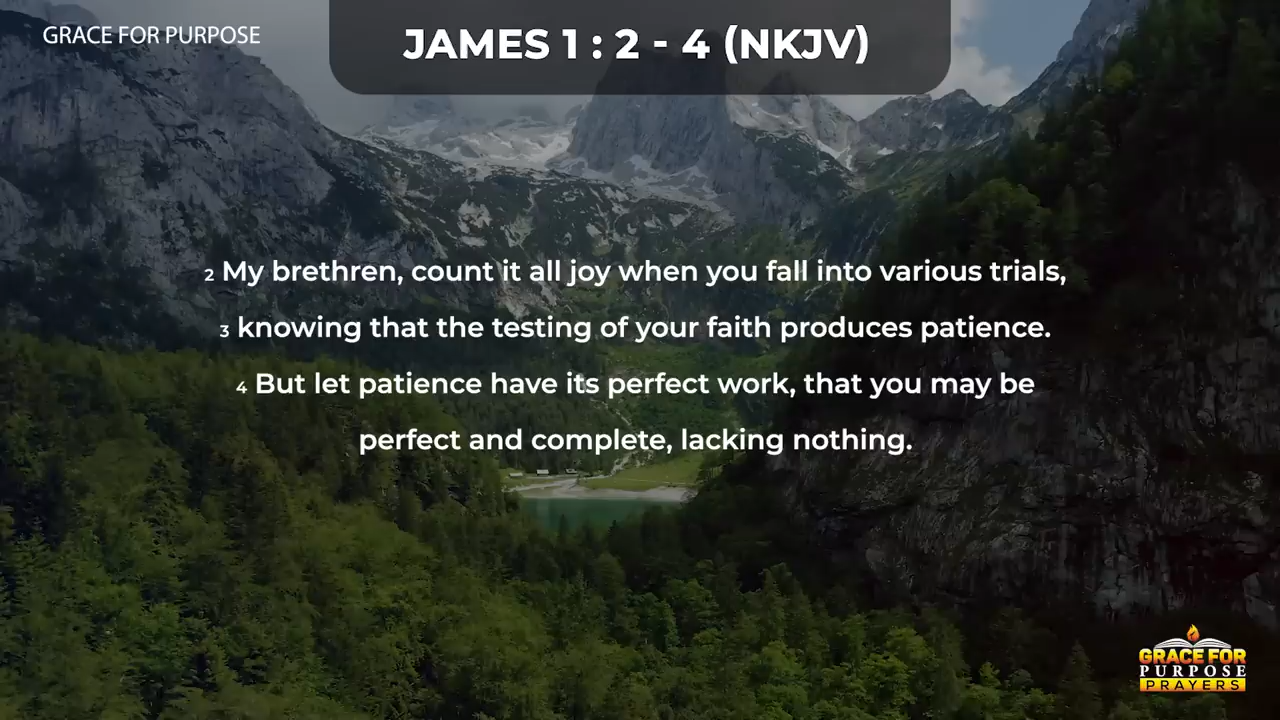 GRACE FOR PURPOSE
JAMES 1 : 2 - 4 (NKJV)
2 My brethren, count it all joy when you fall into various trials,
3 knowing that the testing of your faith produces patience.
4 But let patience have its perfect work, that you may be
perfect and complete, lacking nothing.
GRACE FOR
PURPOSE
PRAYERS